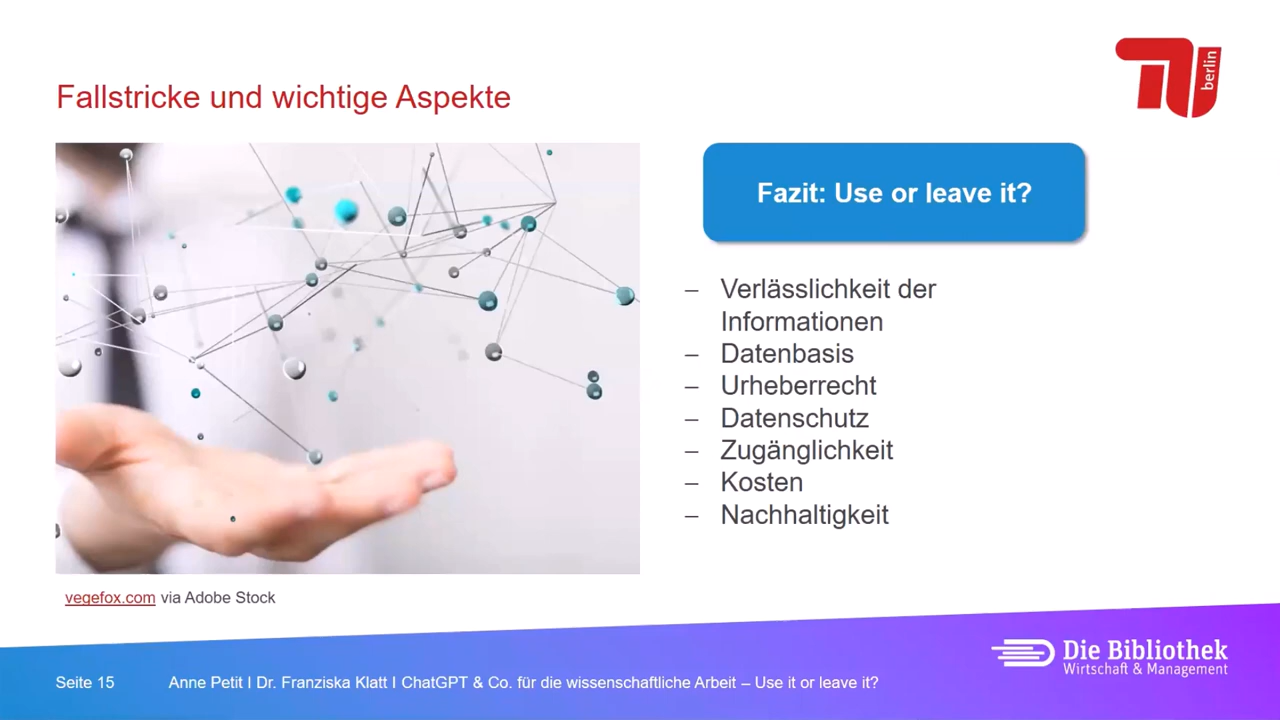 Fallstricke und wichtige Aspekte
berlin
Fazit: Use or leave it?
– Verlässlichkeit der
Informationen
– Datenbasis
– Urheberrecht
– Datenschutz
– Zugänglichkeit
– Kosten
– Nachhaltigkeit
vegefox.com via Adobe Stock
Die Bibliothek
Wirtschaft & Management
Seite 15 Anne Petit I Dr. Franziska Klatt I ChatGPT & Co. für die wissenschaftliche Arbeit – Use it or leave it?